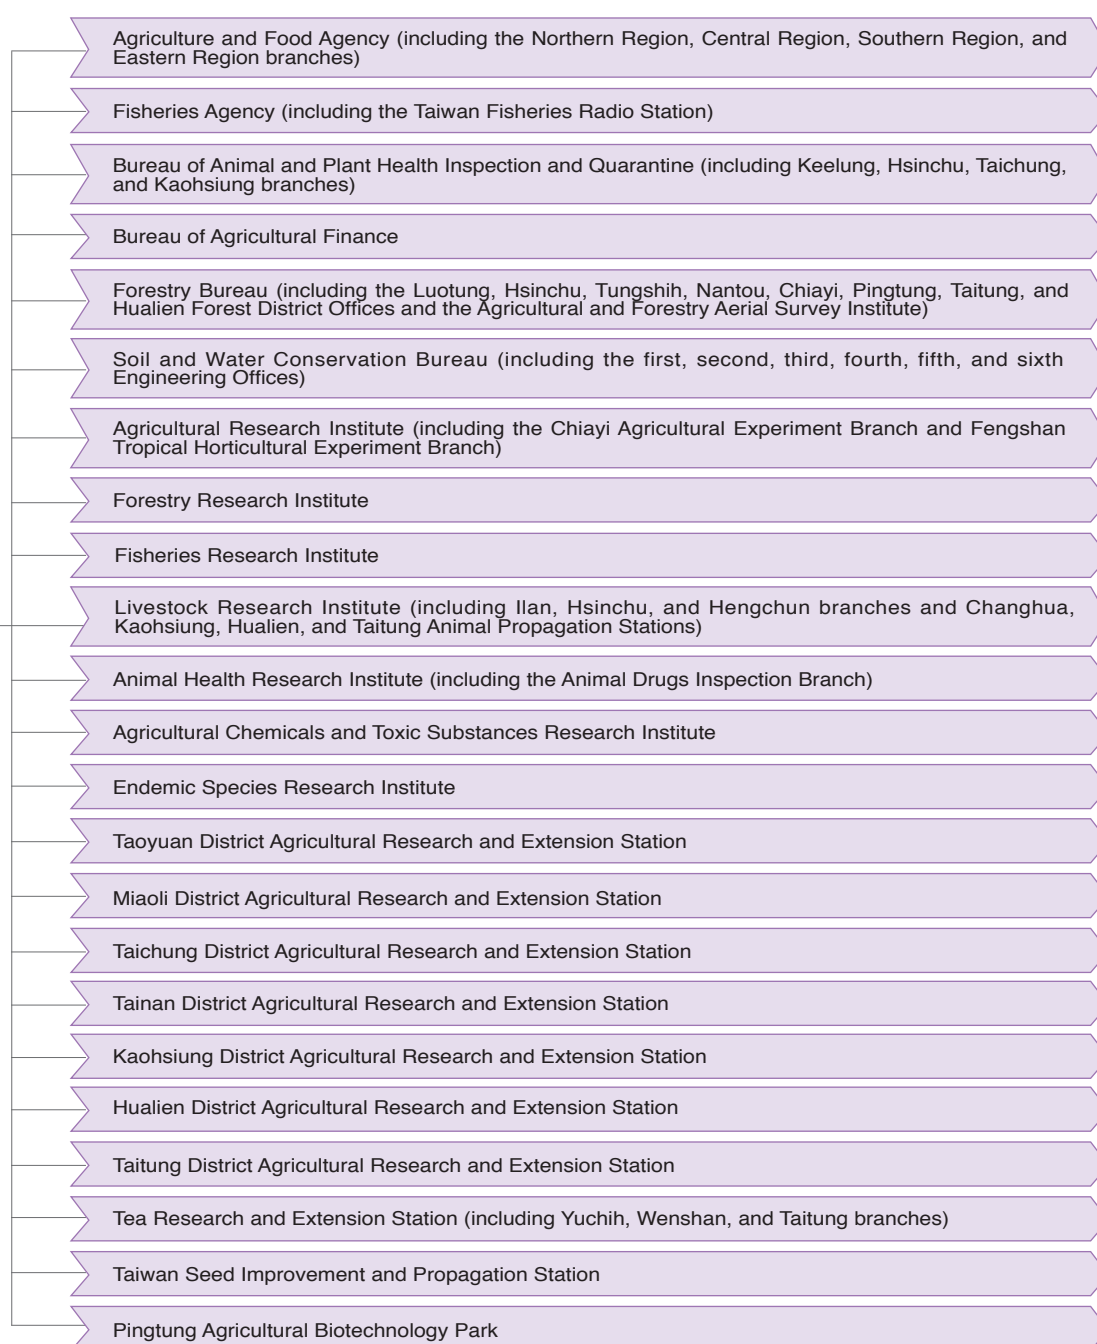 Agriculture and Food Agency (including the Northern Region, Central Region, Southern Region, and
Eastern Region branches)
Fisheries Agency (including the Taiwan Fisheries Radio Station)
Bureau of Animal and Plant Health Inspection and Quarantine (including Keelung, Hsinchu, Taichung,
and Kaohsiung branches)
Bureau of Agricultural Finance
Forestry Bureau (including the Luotung, Hsinchu, Tungshih, Nantou, Chiayi, Pingtung, Taitung, and
Hualien Forest District Offices and the Agricultural and Forestry Aerial Survey Institute)
Soil and Water Conservation Bureau (including the first, second, third, fourth, fifth, and sixth
Engineering Offices)
Agricultural Research Institute (including the Chiayi Agricultural Experiment Branch and Fengshan
Tropical Horticultural Experiment Branch)
Forestry Research Institute
Fisheries Research Institute
Livestock Research Institute (including Ilan, Hsinchu, and Hengchun branches and Changhua,
Kaohsiung, Hualien, and Taitung Animal Propagation Stations)
Animal Health Research Institute (including the Animal Drugs Inspection Branch)
Agricultural Chemicals and Toxic Substances Research Institute
Endemic Species Research Institute
Taoyuan District Agricultural Research and Extension Station
Miaoli District Agricultural Research and Extension Station
Taichung District Agricultural Research and Extension Station
Tainan District Agricultural Research and Extension Station
Kaohsiung District Agricultural Research and Extension Station
Hualien District Agricultural Research and Extension Station
Taitung District Agricultural Research and Extension Station
Tea Research and Extension Station (including Yuchih, Wenshan, and Taitung branches)
Taiwan Seed Improvement and Propagation Station
Pingtung Agricultural Biotechnology Park